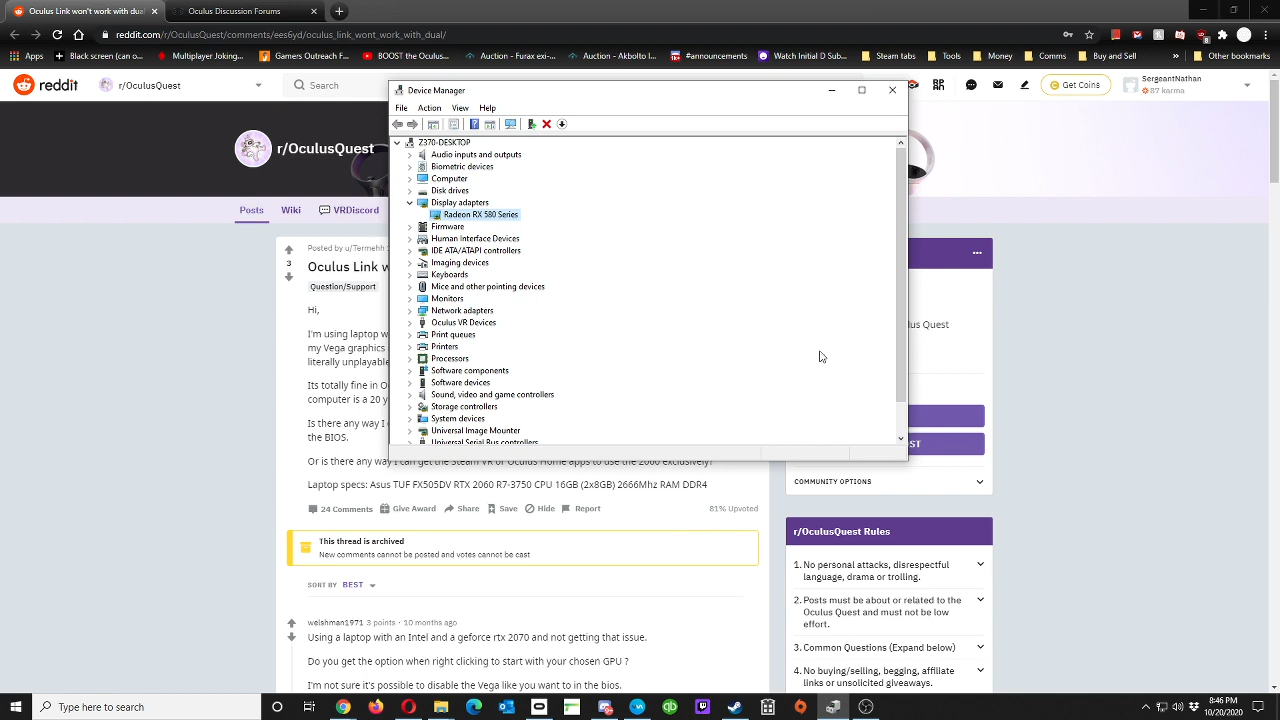 Oculus Link won't work with dual
Oculus Discussion Forums
reddit.com/r/OculusQuest/comments/ees6yd/oculus_link_wont_work_with_dual/
Apps
Black screen / no ou
Multiplayer - Furax
Gamers Outreach F...
BOOST the Oculus...
Auction - Furax exi-...
Auction - Akbolto I...
#announcements
Watch Initial D Sub...
Steam tabs
Tools
Comms
Buy and Sell
»
Other bookmarks
reddit
r/OculusQuest
Search
Get Coins
SergeantNathan
87 karma
r/OculusQuest
Posts
Wiki
VRDiscord
Device Manager
File Action View Help
Z370-DESKTOP
Audio inputs and outputs
Biometric devices
Computer
Disk drives
Display adapters
Radeon RX 580 Series
Firmware
Human Interface Devices
IDE ATA/ATAPI controllers
Imaging devices
Keyboards
Mice and other pointing devices
Monitors
Network adapters
Oculus VR Devices
Print queues
Printers
Processors
Software components
Software devices
Sound, video and game controllers
Storage controllers
System devices
Universal Image Mounter
Universal Serial Bus controllers
3
Posted by u/Termehh
Oculus Link w
Question/Support
Hi,
I'm using laptop w
my Vega graphics
literally unplayable
Its totally fine in O
computer is a 20 y
Is there any way I c
the BIOS.
Or is there any way I can get the Steam VR or Oculus Home apps to use the 2060 exclusively?
Laptop specs: Asus TUF FX505DV RTX 2060 R7-3750 CPU 16GB (2x8GB) 2666Mhz RAM DDR4
24 Comments Give Award Share Save Hide Report 81% Upvoted
This thread is archived
New comments cannot be posted and votes cannot be cast
SORT BY BEST
welshman1971 3 points · 10 months ago
Using a laptop with an Intel and a geforce rtx 2070 and not getting that issue.
Do you get the option when right clicking to start with your chosen GPU ?
I'm not sure it's possible to disable the Vega like you want to in the bios.
lus Quest
ST
COMMUNITY OPTIONS
r/OculusQuest Rules
1. No personal attacks, disrespectful
language, drama or trolling.
2. Posts must be about or related to the
Oculus Quest and must not be low
effort.
3. Common Questions (Expand below)
4. No buying/selling, begging, affiliate
links or unsolicited giveaways.
Type here to search
8:46 PM
10/20/2020